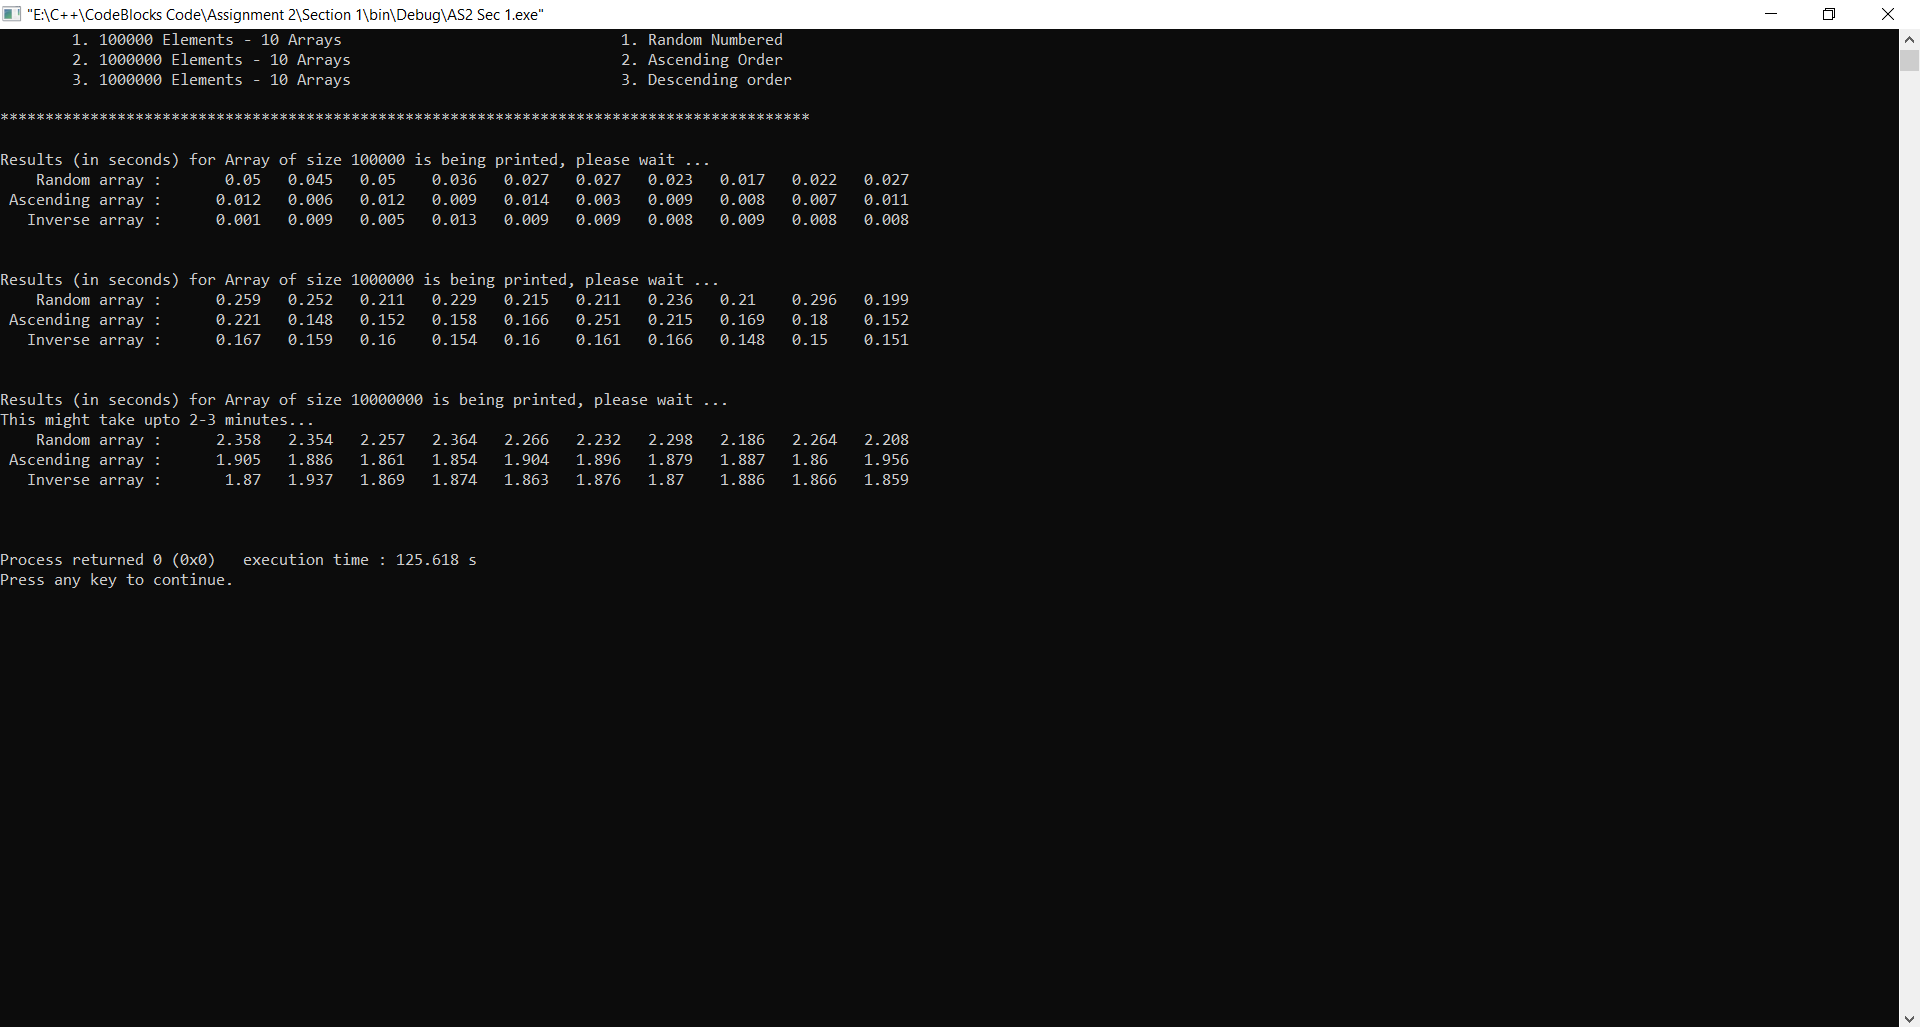 "E:\C++\CodeBlocks Code\Assignment 2\Section 1\bin\Debug\AS2 Sec 1.exe"
1. 100000 Elements - 10 Arrays 1. Random Numbered
2. 1000000 Elements - 10 Arrays 2. Ascending Order
3. 1000000 Elements - 10 Arrays 3. Descending order
******************************************************************************************
Results (in seconds) for Array of size 100000 is being printed, please wait ...
Random array : 0.05 0.045 0.05 0.036 0.027 0.027 0.023 0.017 0.022 0.027
Ascending array : 0.012 0.006 0.012 0.009 0.014 0.003 0.009 0.008 0.007 0.011
Inverse array : 0.001 0.009 0.005 0.013 0.009 0.009 0.008 0.009 0.008 0.008
Results (in seconds) for Array of size 1000000 is being printed, please wait ...
Random array : 0.259 0.252 0.211 0.229 0.215 0.211 0.236 0.21 0.296 0.199
Ascending array : 0.221 0.148 0.152 0.158 0.166 0.251 0.215 0.169 0.18 0.152
Inverse array : 0.167 0.159 0.16 0.154 0.16 0.161 0.166 0.148 0.15 0.151
Results (in seconds) for Array of size 10000000 is being printed, please wait ...
This might take upto 2-3 minutes...
Random array : 2.358 2.354 2.257 2.364 2.266 2.232 2.298 2.186 2.264 2.208
Ascending array : 1.905 1.886 1.861 1.854 1.904 1.896 1.879 1.887 1.86 1.956
Inverse array : 1.87 1.937 1.869 1.874 1.863 1.876 1.87 1.886 1.866 1.859
Process returned 0 (0x0) execution time : 125.618 s
Press any key to continue.